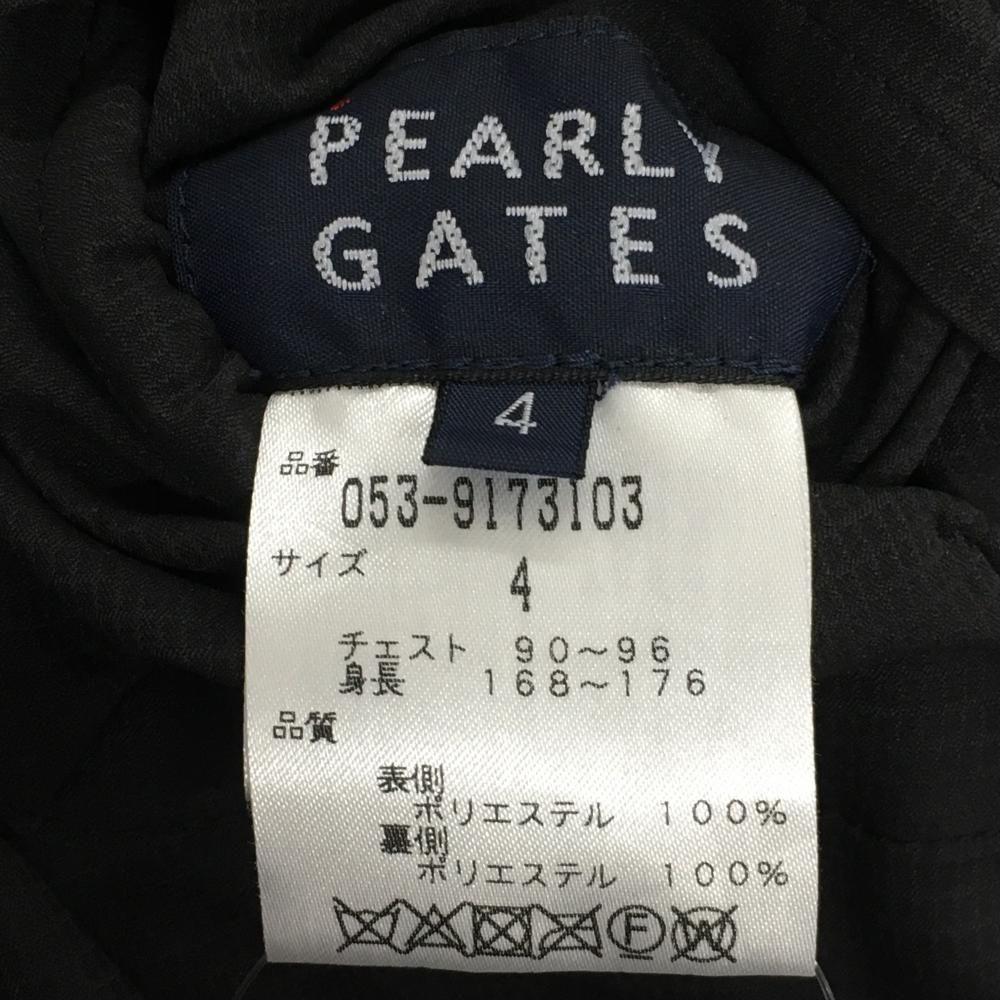 PEARLY
GATES
4
品番
053-9173103
サイズ
4
チェスト 90～96
身長 168～176
品質
表側
ポリエステル 100%
裏側
ポリエステル 100%
F W